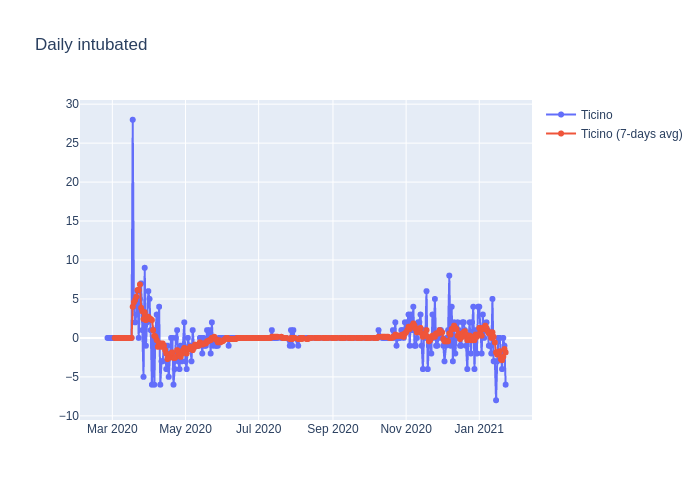 Daily intubated
30
25
20
15
10
5
0
−5
−10
Mar 2020
May 2020
Jul 2020
Sep 2020
Nov 2020
Jan 2021
Ticino
Ticino (7-days avg)